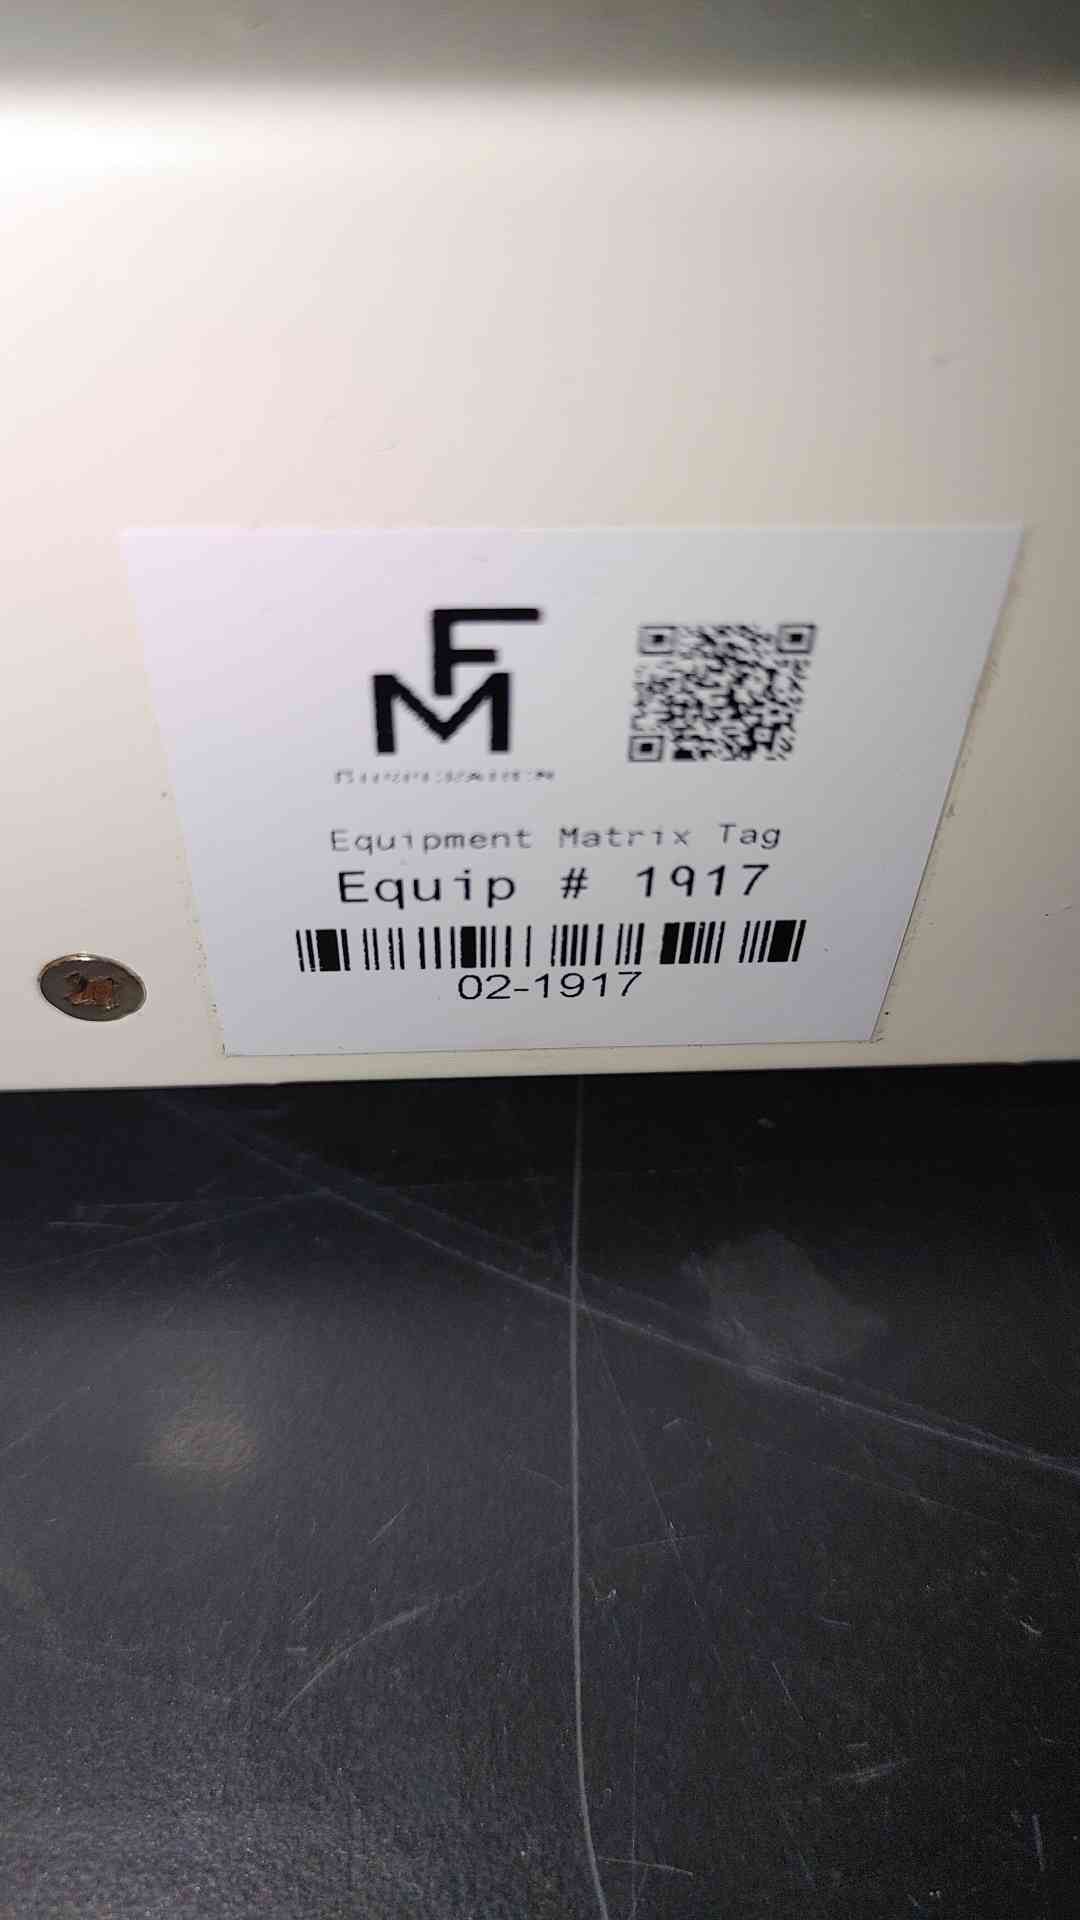 FM
Equipment Matrix Tag
Equip # 1917
02-1917